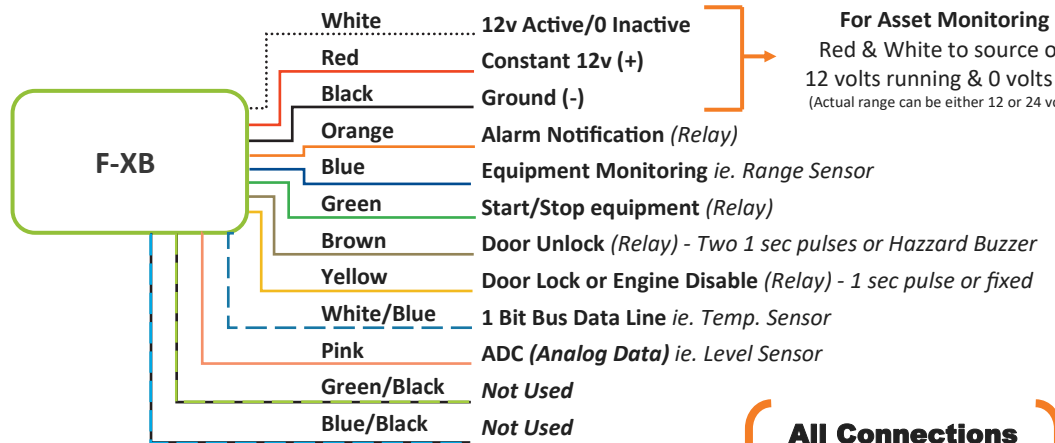 White 12v Active/0 Inactive
Red Constant 12v (+)
Black Ground (-)
Orange Alarm Notification (Relay)
Blue Equipment Monitoring ie. Range Sensor
Green Start/Stop equipment (Relay)
Brown Door Unlock (Relay) - Two 1 sec pulses or Hazzard Buzzer
Yellow Door Lock or Engine Disable (Relay) - 1 sec pulse or fixed
White/Blue 1 Bit Bus Data Line ie. Temp. Sensor
Pink ADC (Analog Data) ie. Level Sensor
Green/Black Not Used
Blue/Black Not Used
F-XB
For Asset Monitoring
Red & White to source
12 volts running & 0 volts
(Actual range can be either 12 or 24
All Connections